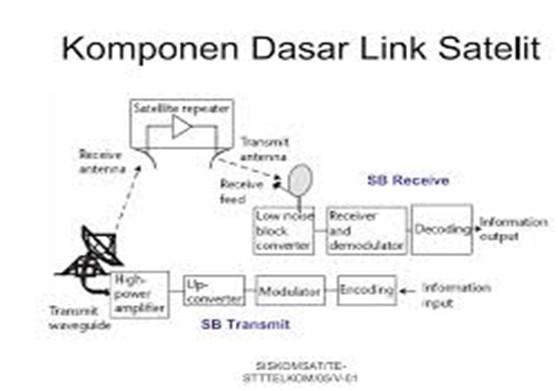 Komponen Dasar Link Satelit
Satellite repeater
Transmit
antenna
Receive
antenna
Receive
feed
SB Receive
Low noise
block
converter
Receiver
and
demodulator
Decoding
Information
output
High-
power
amplifier
Up-
converter
Modulator
Encoding
Information
input
Transmit
waveguide
SB Transmit
SISKOMSAT/TE-
STTTELKOM/05/V-01